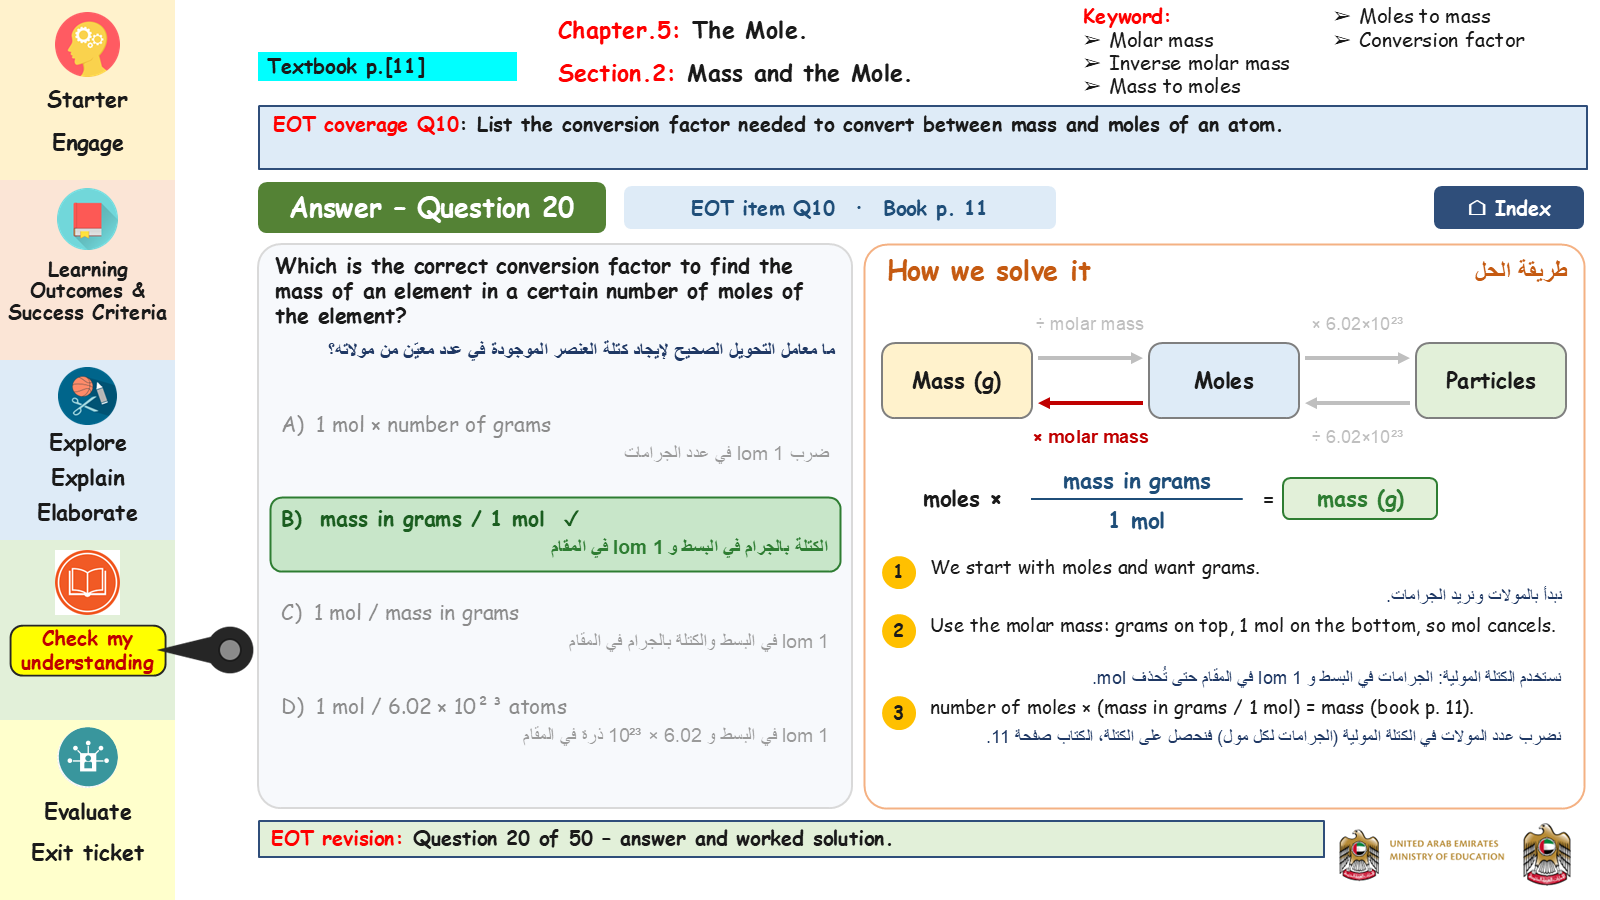 Starter
Engage
Learning
Outcomes &
Success Criteria
Explore
Explain
Elaborate
Check my
understanding
Evaluate
Exit ticket
Textbook p.[11]
Chapter.5: The Mole.
Section.2: Mass and the Mole.
Keyword:
➢ Molar mass
➢ Inverse molar mass
➢ Mass to moles
➢ Moles to mass
➢ Conversion factor
EOT coverage Q10: List the conversion factor needed to convert between mass and moles of an atom.
Answer – Question 20
EOT item Q10 · Book p. 11
⌂ Index
Which is the correct conversion factor to find the
mass of an element in a certain number of moles of
the element?
ما معامل التحويل الصحيح لإيجاد كتلة العنصر الموجودة في عدد معيّن من مولاته؟
A) 1 mol × number of grams
ضرب 1 lom في عدد الجرامات
B) mass in grams / 1 mol ✓
الكتلة بالجرام في البسط و 1 lom في المقام
C) 1 mol / mass in grams
1 lom في البسط والكتلة بالجرام في المقام
D) 1 mol / 6.02 × 10²³ atoms
1 lom في البسط و 6.02 × 10²³ ذرة في المقام
How we solve it
طريقة الحل
÷ molar mass
× 6.02×10²³
Mass (g)
Moles
Particles
× molar mass
÷ 6.02×10²³
moles × mass in grams / 1 mol = mass (g)
1 We start with moles and want grams.
نبدأ بالمولات ونريد الجرامات.
2 Use the molar mass: grams on top, 1 mol on the bottom, so mol cancels.
نستخدم الكتلة المولية: الجرامات في البسط و 1 lom في المقام حتى تُحذف mol.
3 number of moles × (mass in grams / 1 mol) = mass (book p. 11).
نضرب عدد المولات في الكتلة المولية (الجرامات لكل مول) فنحصل على الكتلة، الكتاب صفحة 11.
EOT revision: Question 20 of 50 – answer and worked solution.
UNITED ARAB EMIRATES
MINISTRY OF EDUCATION